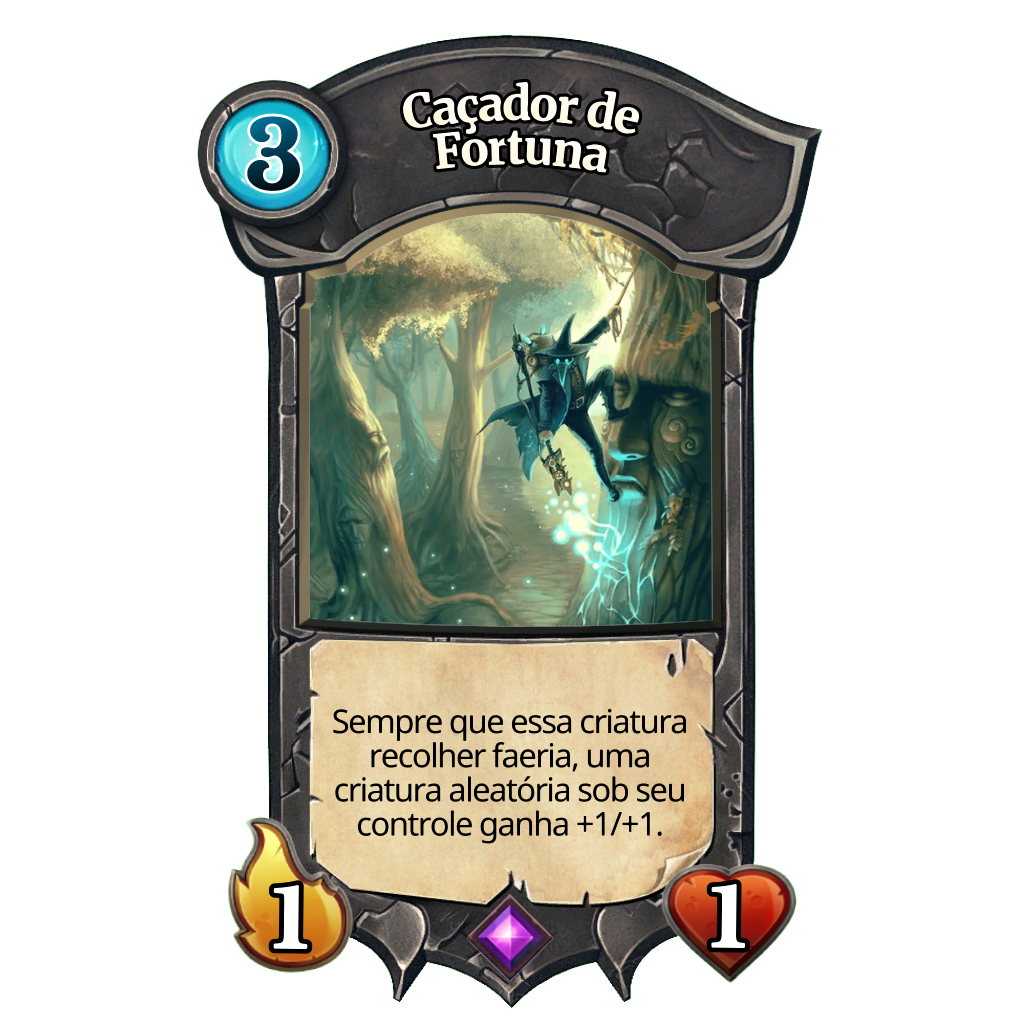 3
Caçador de
Fortuna
Sempre que essa criatura
recolher faeria, uma
criatura aleatória sob seu
controle ganha +1/+1.
1
1